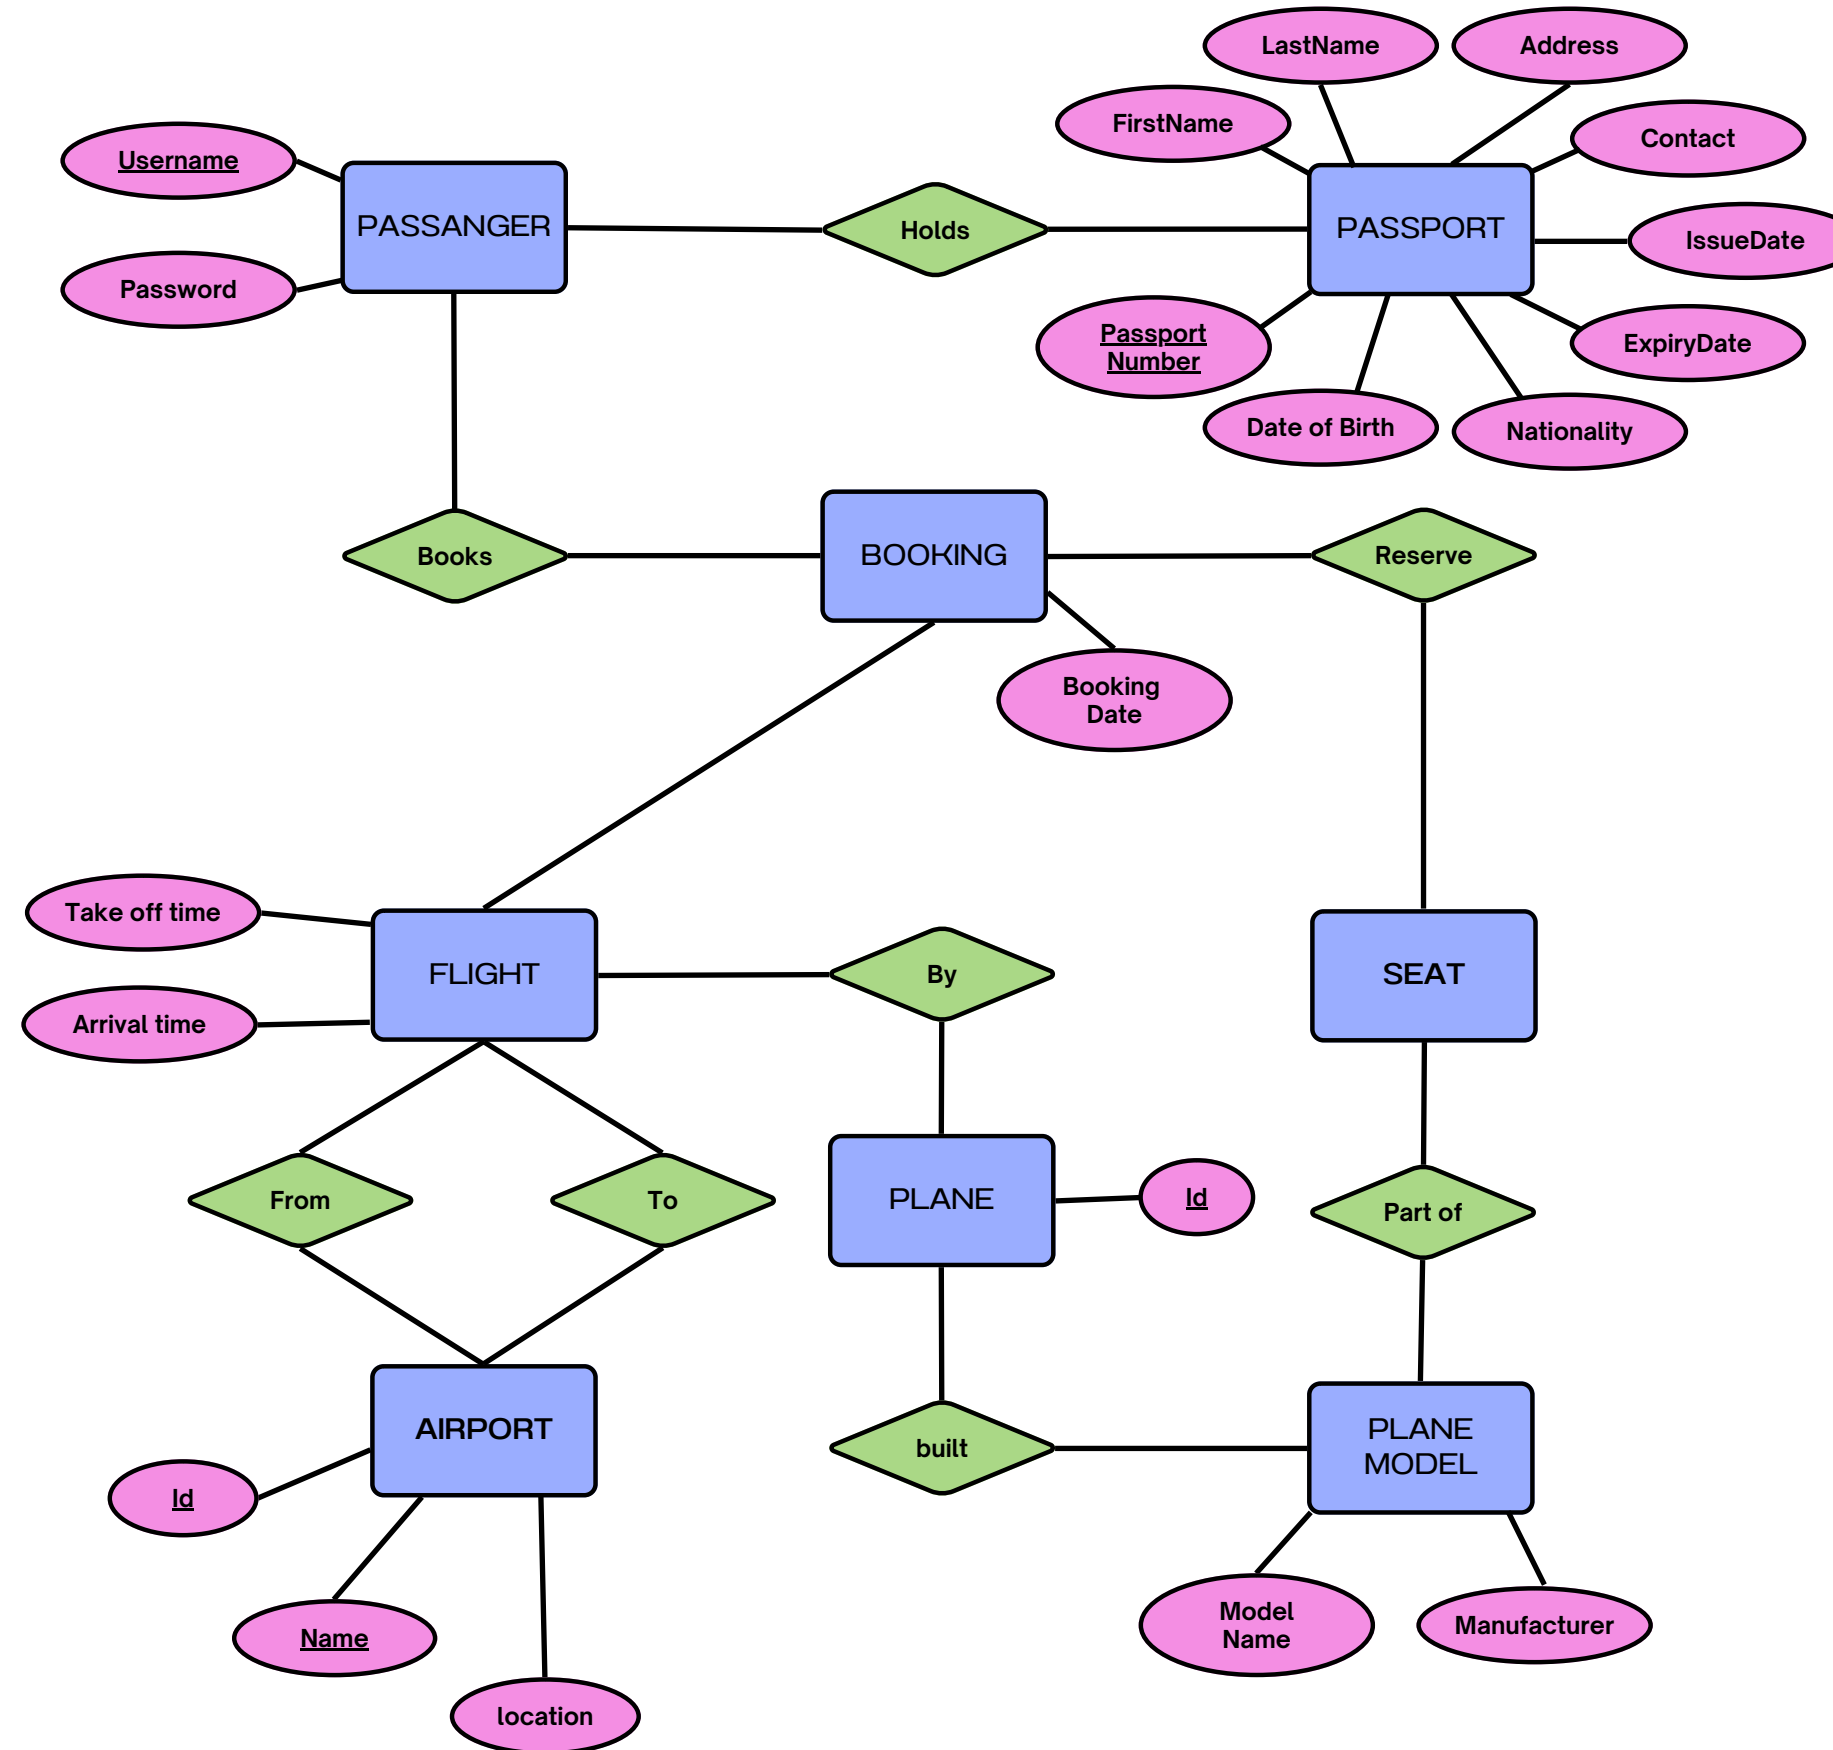 LastName
Address
FirstName
Contact
Username
PASSANGER
Holds
PASSPORT
IssueDate
Password
Passport
Number
ExpiryDate
Date of Birth
Nationality
Books
BOOKING
Reserve
Booking
Date
Take off time
FLIGHT
By
SEAT
Arrival time
From
To
PLANE
Id
Part of
AIRPORT
built
PLANE
MODEL
Id
Name
Model
Name
Manufacturer
location